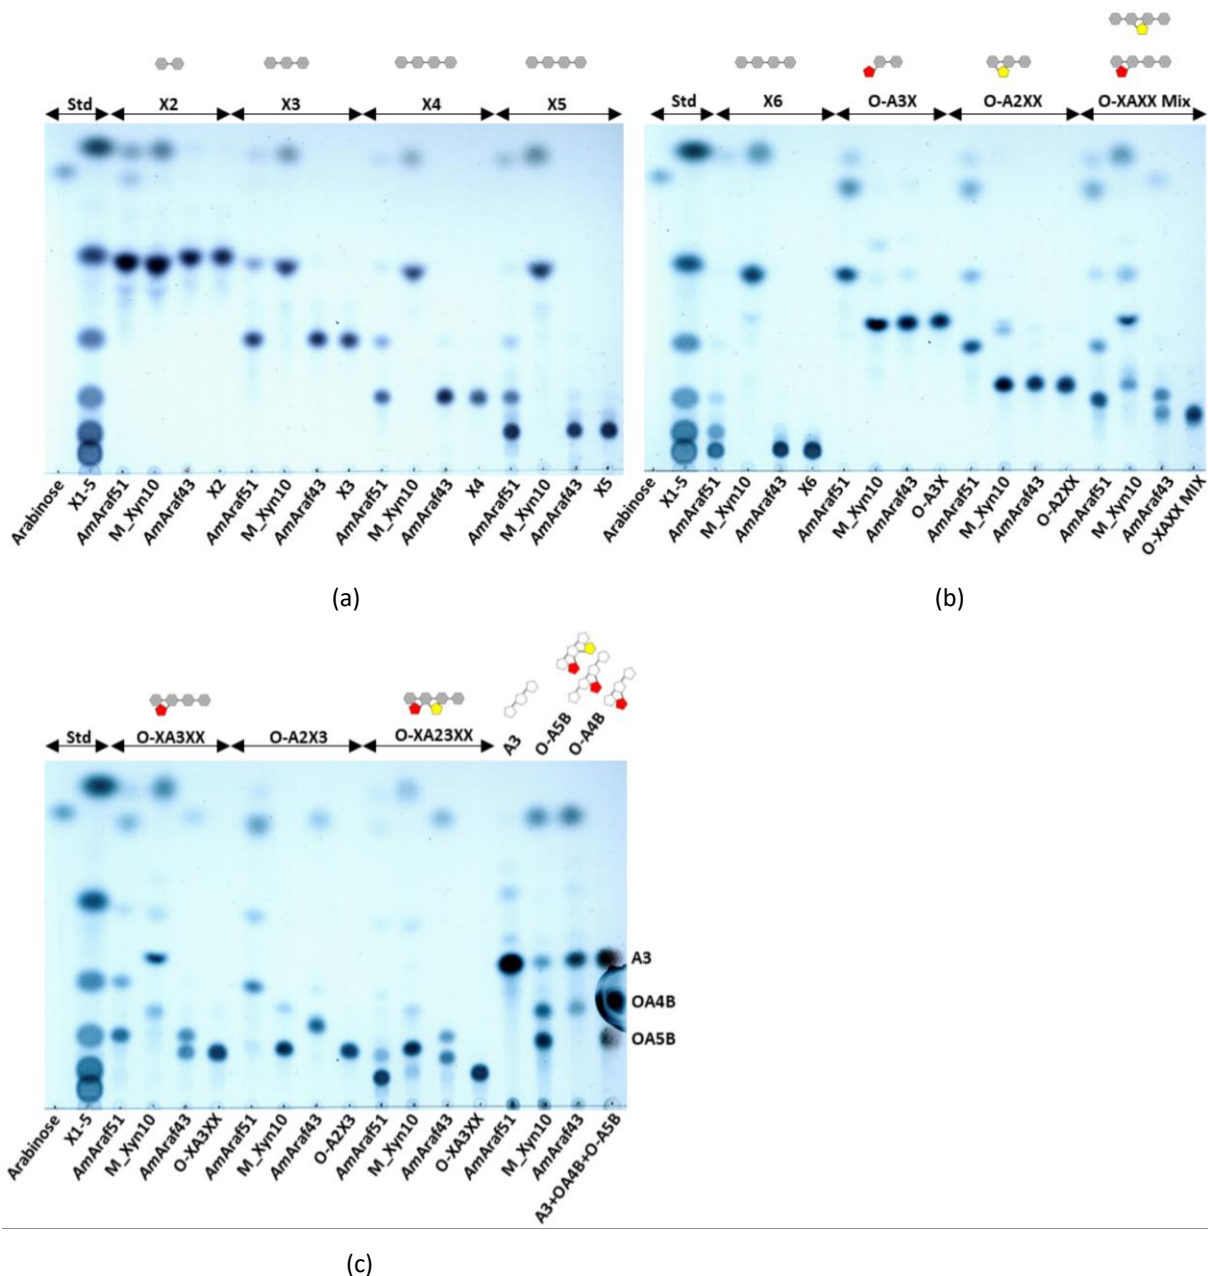 Std X2 X3 X4 X5
Arabinose X1-5 AmAraf51 M_Xyn10 AmAraf43 X2 AmAraf51 M_Xyn10 AmAraf43 X3 AmAraf51 M_Xyn10 AmAraf43 X4 AmAraf51 M_Xyn10 AmAraf43 X5
(a)
Std X6 O-A3X O-A2XX O-XAXX Mix
Arabinose X1-5 AmAraf51 M_Xyn10 AmAraf43 X6 AmAraf51 M_Xyn10 AmAraf43 O-A3X AmAraf51 M_Xyn10 AmAraf43 O-A2XX AmAraf51 M_Xyn10 AmAraf43 O-XAXX MIX
(b)
Std O-XA3XX O-A2X3 O-XA23XX A3 O-A5B O-A4B
A3
OA4B
OA5B
Arabinose X1-5 AmAraf51 M_Xyn10 AmAraf43 O-XA3XX AmAraf51 M_Xyn10 AmAraf43 O-A2X3 AmAraf51 M_Xyn10 AmAraf43 O-XA3XX AmAraf51 M_Xyn10 AmAraf43 A3+OA4B+O-A5B
(c)